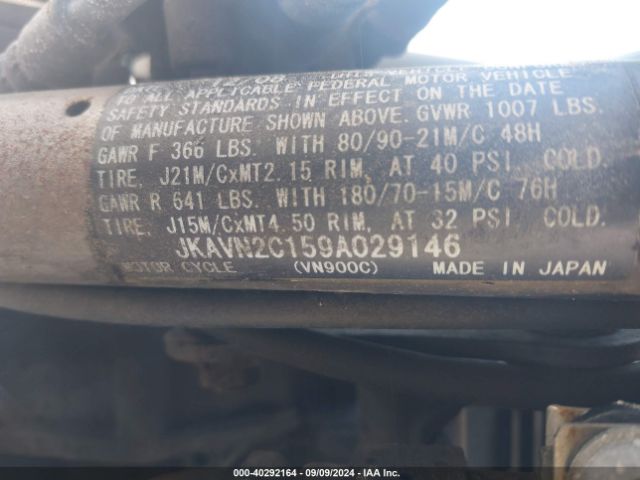 TO ALL APPLICABLE FEDERAL MOTOR VEHICLE
SAFETY STANDARDS IN EFFECT ON THE DATE
OF MANUFACTURE SHOWN ABOVE. GVWR 1007 LBS.
GAWR F 366 LBS. WITH 80/90-21M/C 48H
TIRE, J21M/CxMT2.15 RIM, AT 40 PSI COLD.
GAWR R 641 LBS. WITH 180/70-15M/C 76H
TIRE, J15M/CxMT4.50 RIM, AT 32 PSI COLD.
JKAVN2C159A029146
MOTOR CYCLE (VN900C) MADE IN JAPAN
000-40292164 - 09/09/2024 - IAA Inc.